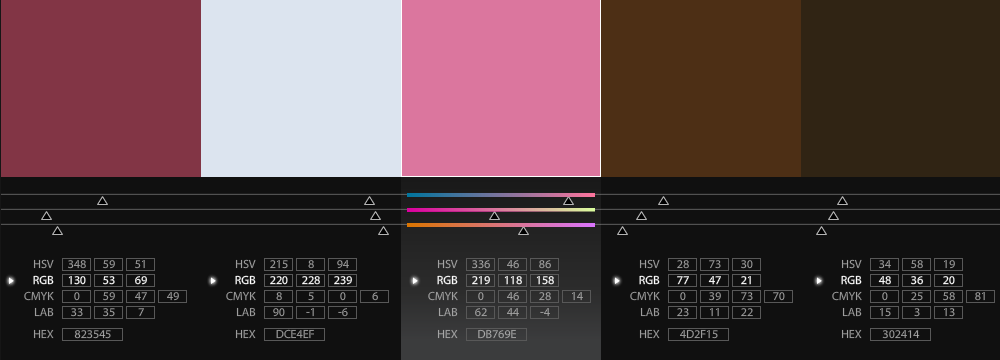 HSV 348 59 51 HSV 215 8 94 HSV 336 46 86 HSV 28 73 30 HSV 34 58 19
RGB 130 53 69 RGB 220 228 239 RGB 219 118 158 RGB 77 47 21 RGB 48 36 20
CMYK 0 59 47 49 CMYK 8 5 0 6 CMYK 0 46 28 14 CMYK 0 39 73 70 CMYK 0 25 58 81
LAB 33 35 7 LAB 90 -1 -6 LAB 62 44 -4 LAB 23 11 22 LAB 15 3 13
HEX 823545 HEX DCE4EF HEX DB769E HEX 4D2F15 HEX 302414